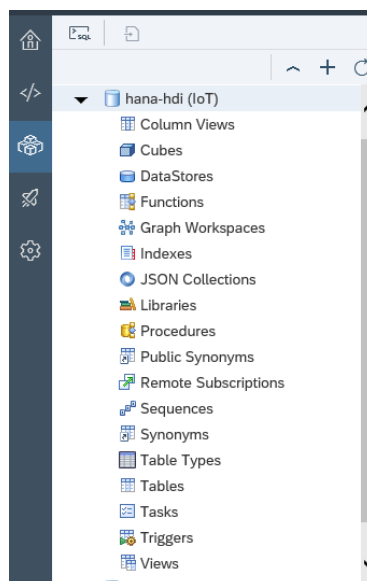 SQL
hana-hdi (IoT)
Column Views
Cubes
DataStores
Functions
Graph Workspaces
Indexes
JSON Collections
Libraries
Procedures
Public Synonyms
Remote Subscriptions
Sequences
Synonyms
Table Types
Tables
Tasks
Triggers
Views